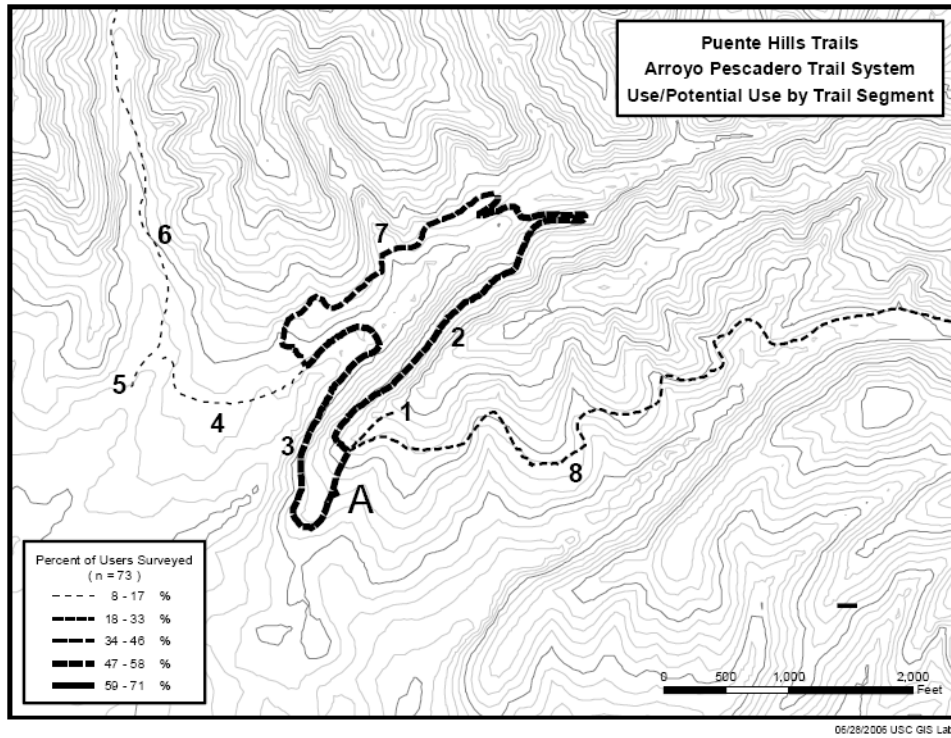 Puente Hills Trails
Arroyo Pescadero Trail System
Use/Potential Use by Trail Segment
7
6
2
5
1
4
3
8
A
Percent of Users Surveyed
( n = 73 )
8 - 17 %
18 - 33 %
34 - 46 %
47 - 58 %
59 - 71 %
0 500 1,000 2,000
Feet
06/28/2006 USC GIS Lab